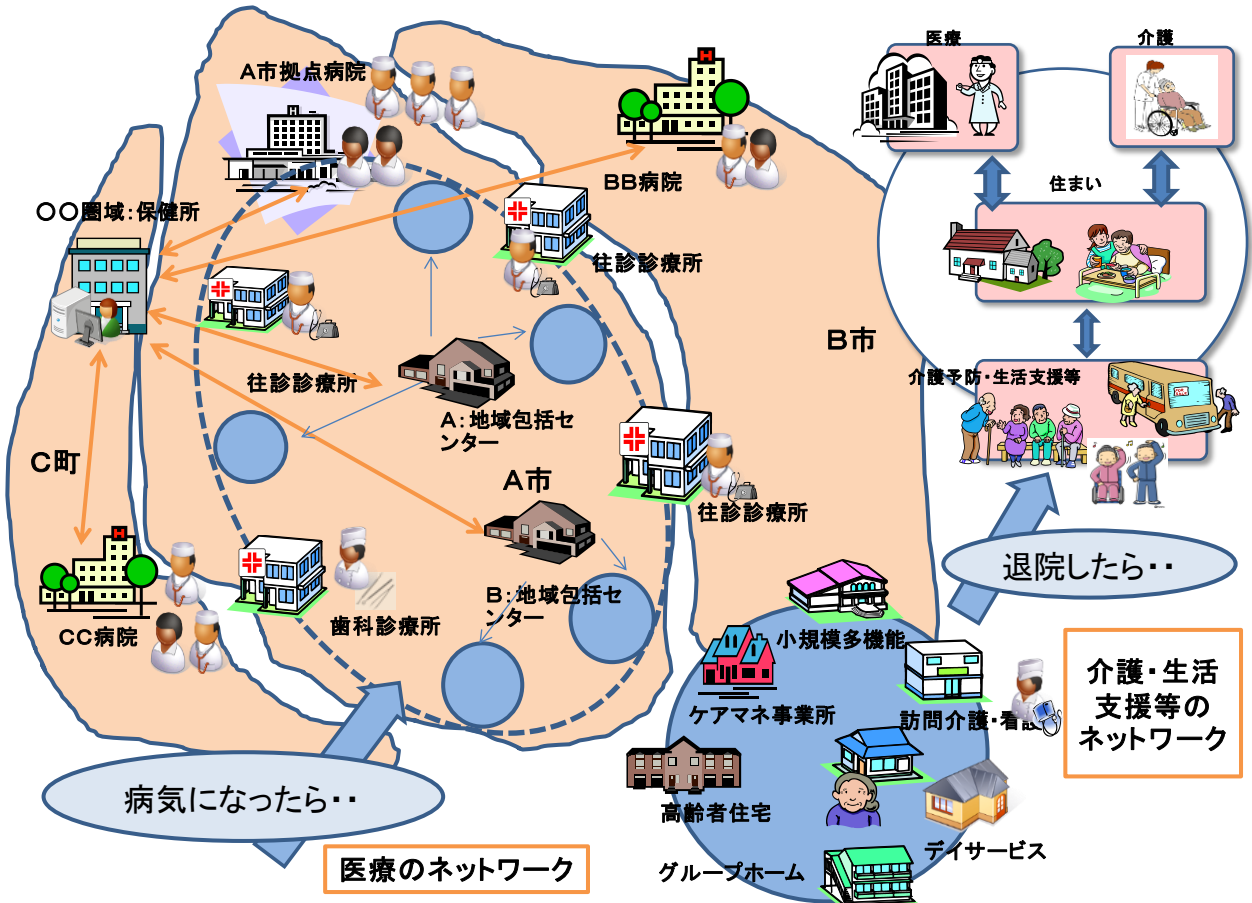 医療
介護
A市拠点病院
BB病院
住まい
〇〇圏域:保健所
往診診療所
B市
往診診療所
介護予防・生活支援等
A:地域包括セ
ンター
C町
A市
往診診療所
退院したら・・
B:地域包括セ
ンター
歯科診療所
CC病院
小規模多機能
介護・生活
支援等の
ネットワーク
ケアマネ事業所
訪問介護・看護
病気になったら・・
高齢者住宅
デイサービス
医療のネットワーク
グループホーム
H
H